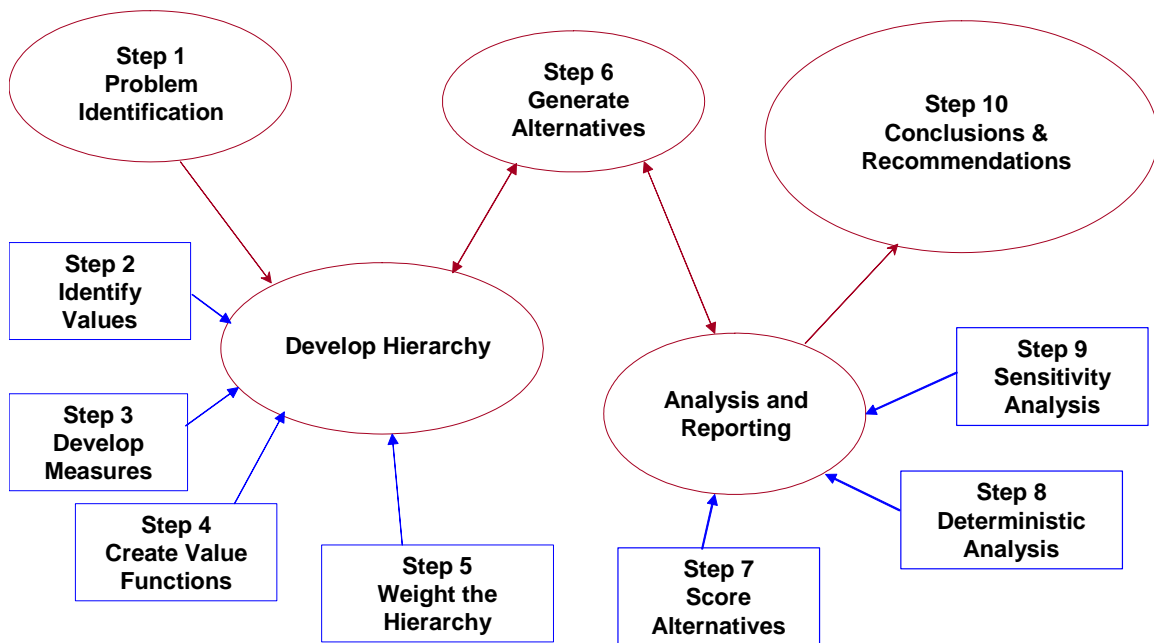 Step 1
Problem
Identification
Step 6
Generate
Alternatives
Step 10
Conclusions &
Recommendations
Step 2
Identify
Values
Develop Hierarchy
Step 3
Develop
Measures
Step 4
Create Value
Functions
Step 5
Weight the
Hierarchy
Analysis and
Reporting
Step 9
Sensitivity
Analysis
Step 8
Deterministic
Analysis
Step 7
Score
Alternatives